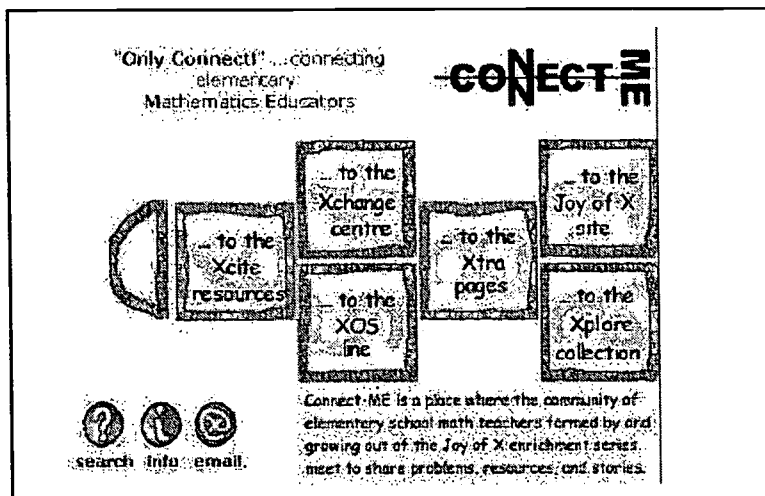 "Only Connect!" ...connecting
elementary
Mathematics Educators
CONNECT ME
... to the
Xcite
resources
... to the
Xchange
centre
... to the
XOS
line
... to the
Xtra
pages
... to the
Joy of X
site
... to the
Xplore
collection
search info email.
Connect-ME is a place where the community of
elementary school math teachers formed by and
growing out of the Joy of X enrichment series
meet to share problems, resources, and stories.